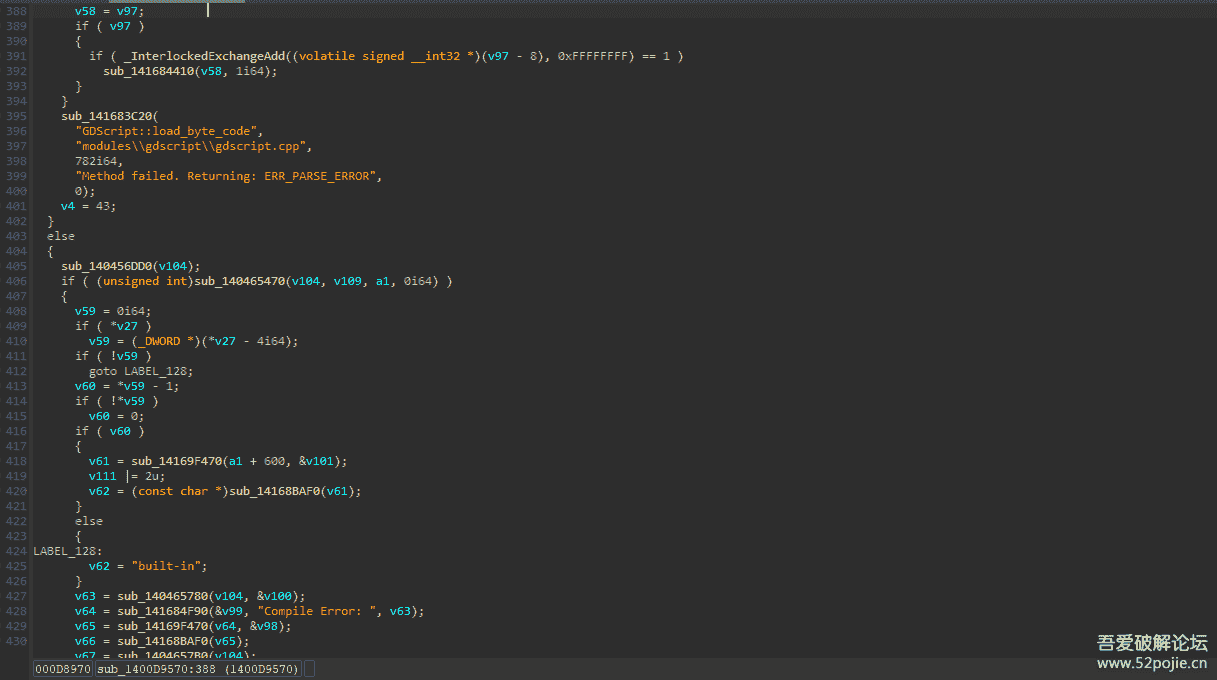 388 v58 = v97;
389 if ( v97 )
390 {
391 if ( _InterlockedExchangeAdd((volatile signed __int32 *)(v97 - 8), 0xFFFFFFFF) == 1 )
392 sub_141684410(v58, 1i64);
393 }
394 }
395 sub_141683C20(
396 "GDScript::load_byte_code",
397 "modules\\gdscript\\gdscript.cpp",
398 782i64,
399 "Method failed. Returning: ERR_PARSE_ERROR",
400 0);
401 v4 = 43;
402 }
403 else
404 {
405 sub_140456DD0(v104);
406 if ( (unsigned int)sub_140465470(v104, v109, a1, 0i64) )
407 {
408 v59 = 0i64;
409 if ( *v27 )
410 v59 = (_DWORD *)(*v27 - 4i64);
411 if ( !v59 )
412 goto LABEL_128;
413 v60 = *v59 - 1;
414 if ( !*v59 )
415 v60 = 0;
416 if ( v60 )
417 {
418 v61 = sub_14169F470(a1 + 600, &v101);
419 v111 |= 2u;
420 v62 = (const char *)sub_14168BAF0(v61);
421 }
422 else
423 {
424 LABEL_128:
425 v62 = "built-in";
426 }
427 v63 = sub_140465780(v104, &v100);
428 v64 = sub_141684F90(&v99, "Compile Error: ", v63);
429 v65 = sub_14169F470(v64, &v98);
430 v66 = sub_14168BAF0(v65);
v67 = sub_1404657B0(v104);
000D8970 sub_1400D9570:388 (1400D9570)
吾爱破解论坛
www.52pojie.cn